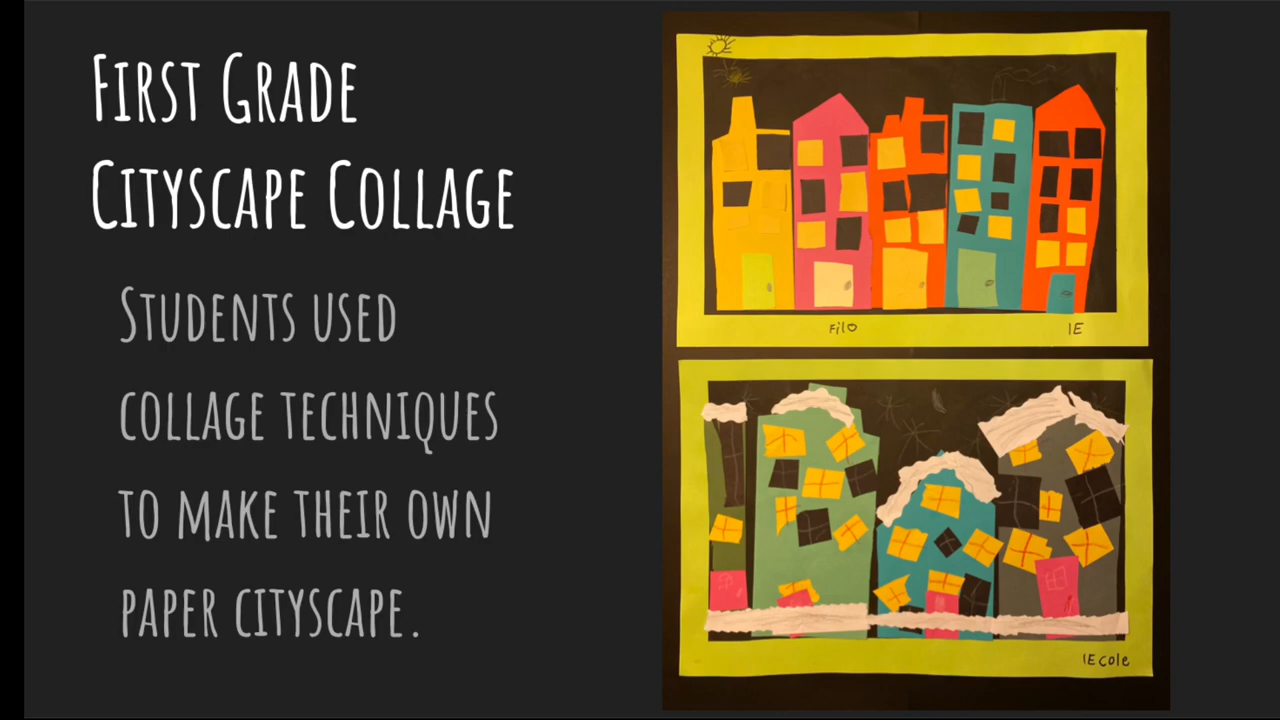 First Grade
Cityscape Collage
Students used
collage techniques
to make their own
paper cityscape.
Filo
1E
1E Cole